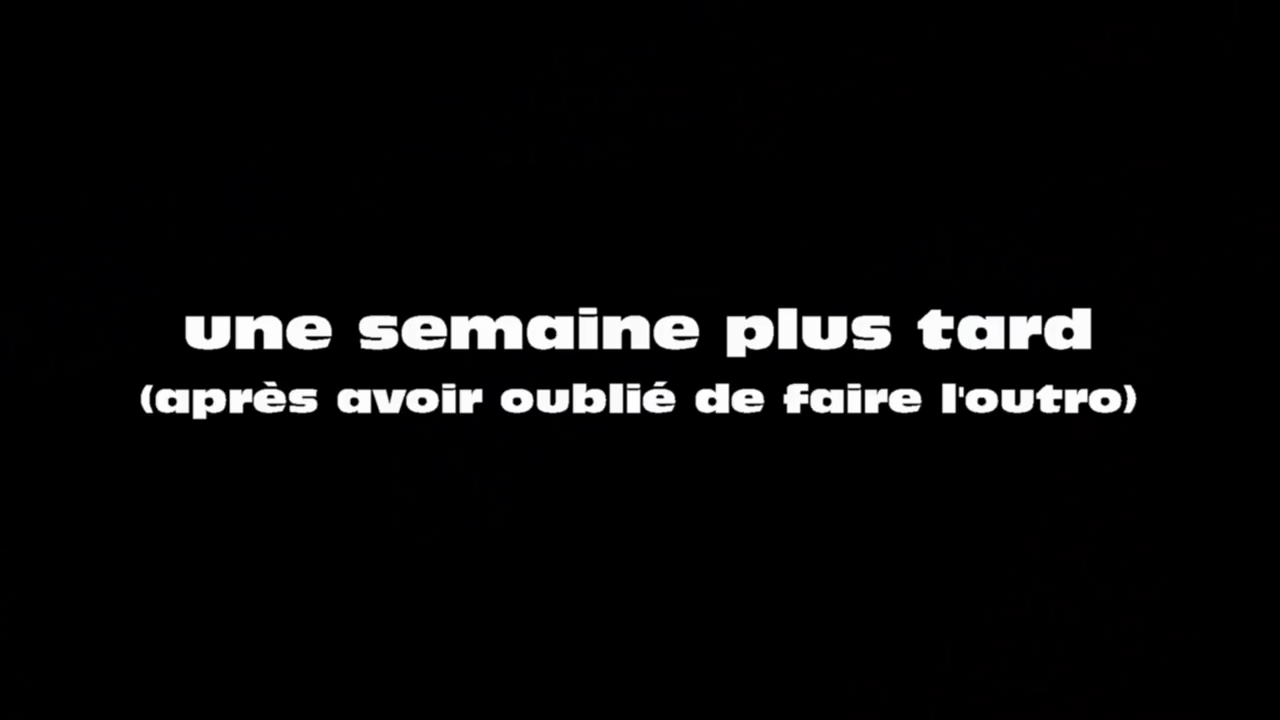 une semaine plus tard
(après avoir oublié de faire l'outro)